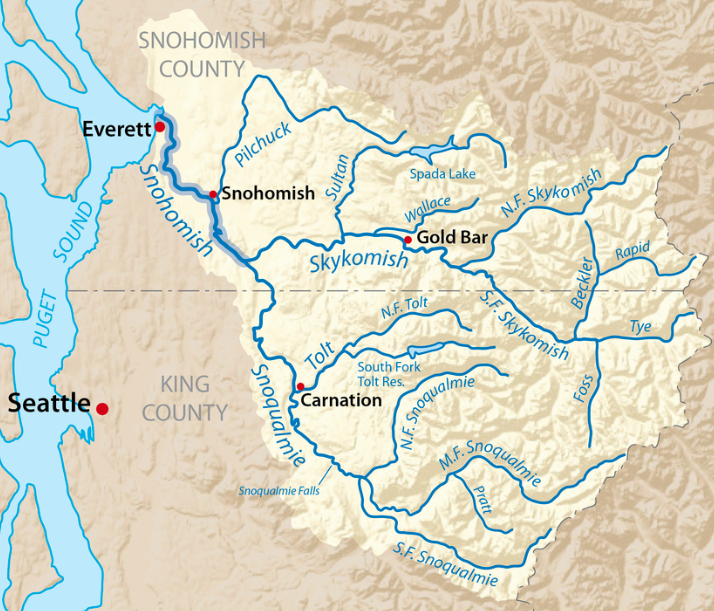 SNOHOMISH
COUNTY
Everett
Pilchuck
Sultan
Spada Lake
Snohomish
Snohomish
Wallace
N.F. Skykomish
Gold Bar
Skykomish
PUGET SOUND
Beckler
Rapid
S.F. Skykomish
Tye
N.F. Tolt
Tolt
South Fork
Tolt Res.
KING
COUNTY
Seattle
Carnation
Snoqualmie
N.F. Snoqualmie
Foss
M.F. Snoqualmie
Snoqualmie Falls
Pratt
S.F. Snoqualmie